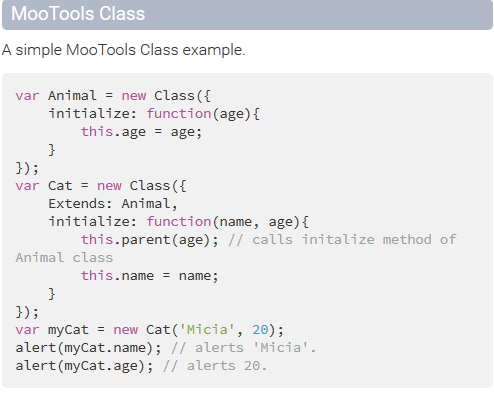 MooTools Class
A simple MooTools Class example.
var Animal = new Class({
    initialize: function(age){
        this.age = age;
    }
});
var Cat = new Class({
    Extends: Animal,
    initialize: function(name, age){
        this.parent(age); // calls initalize method of
Animal class
        this.name = name;
    }
});
var myCat = new Cat('Micia', 20);
alert(myCat.name); // alerts 'Micia'.
alert(myCat.age); // alerts 20.